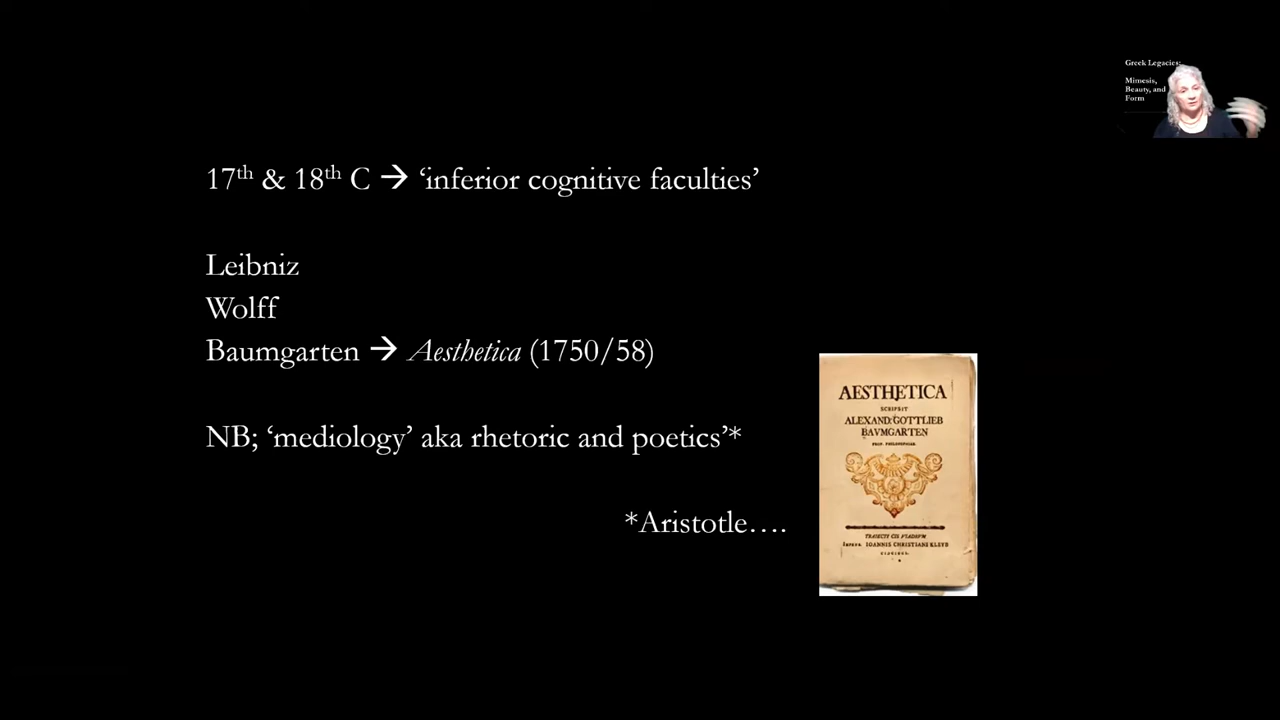 Greek Legacies:
Mimesis,
Beauty, and
Form
17th & 18th C → ‘inferior cognitive faculties’
Leibniz
Wolff
Baumgarten → Aesthetica (1750/58)
NB; ‘mediology’ aka rhetoric and poetics’*
*Aristotle….
AESTHETICA
SCRIPSIT
ALEXAND: GOTTLIEB
BAVMGARTEN
PROF. PHILOSOPHIAE
TRAIECTI CIS VIADRVM
IOANNIS CHRISTIANI KLEYB